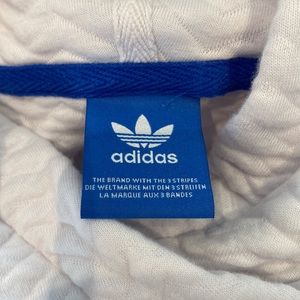 adidas
THE BRAND WITH THE 3 STRIPES
DIE WELTMARKE MIT DEN 3 STREIFEN
LA MARQUE AUX 3 BANDES